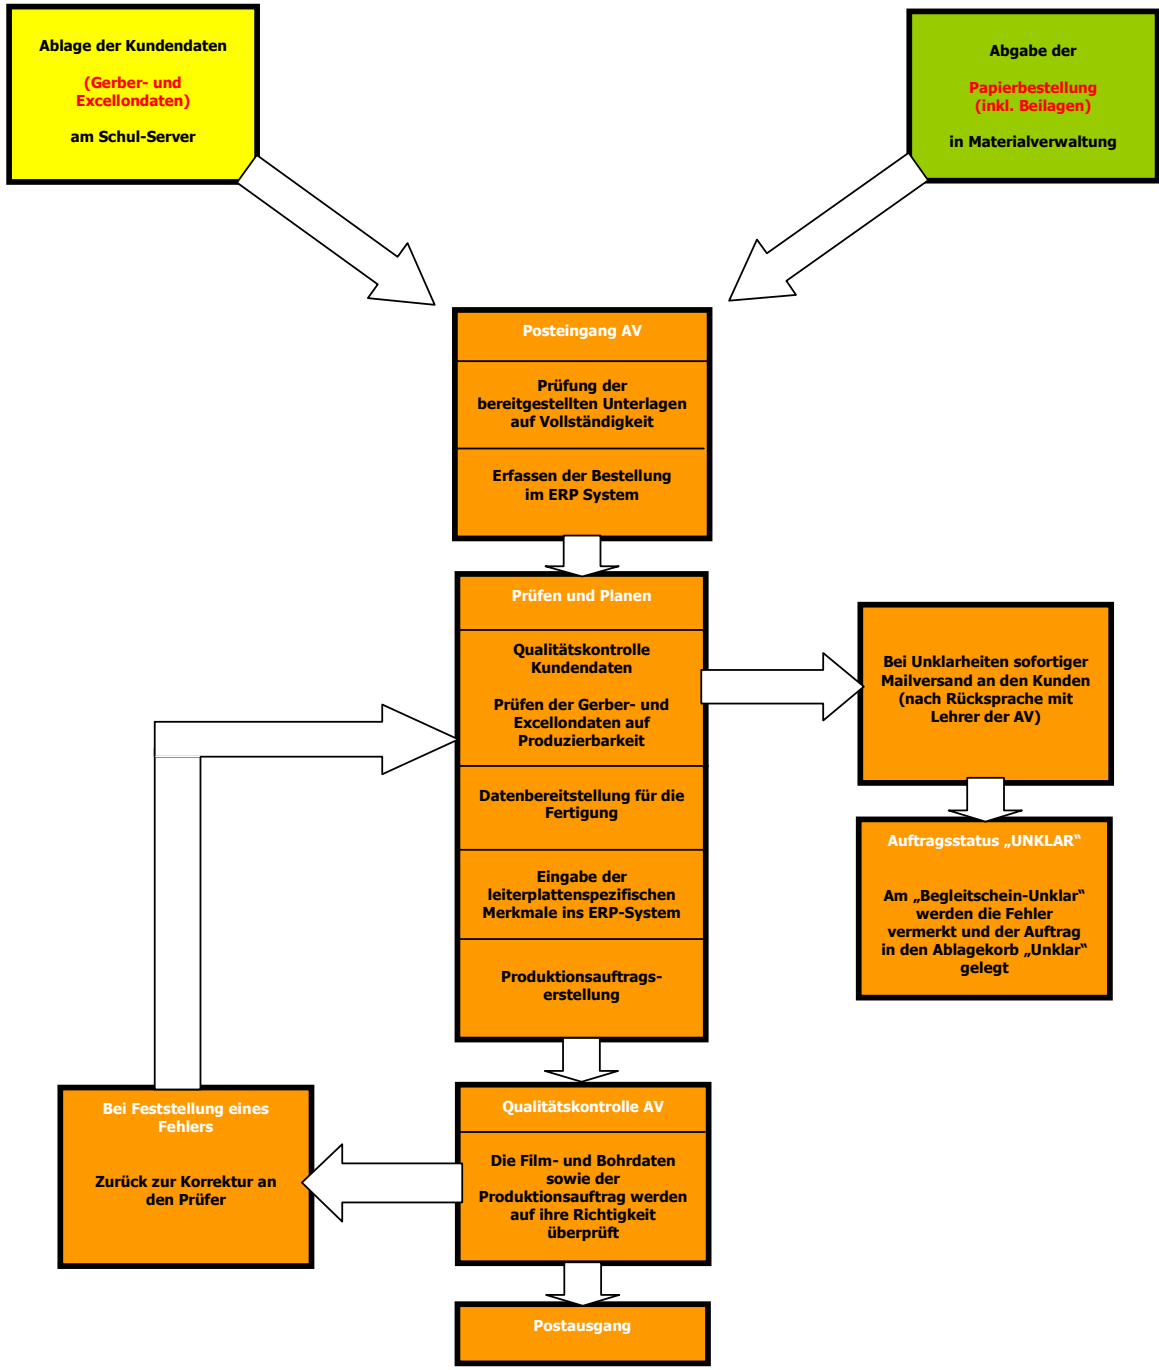 Ablage der Kundendaten
(Gerber- und
Excellondaten)
am Schul-Server
Abgabe der
Papierbestellung
(inkl. Beilagen)
in Materialverwaltung
Posteingang AV
Prüfung der
bereitgestellten Unterlagen
auf Vollständigkeit
Erfassen der Bestellung
im ERP System
Prüfen und Planen
Qualitätskontrolle
Kundendaten
Prüfen der Gerber- und
Excellondaten auf
Produzierbarkeit
Datenbereitstellung für die
Fertigung
Eingabe der
leiterplattenspezifischen
Merkmale ins ERP-System
Produktionsauftrags-
erstellung
Bei Unklarheiten sofortiger
Mailversand an den Kunden
(nach Rücksprache mit
Lehrer der AV)
Auftragsstatus „UNKLAR“
Am „Begleitschein-Unklar“
werden die Fehler
vermerkt und der Auftrag
in den Ablagekorb „Unklar“
gelegt
Bei Feststellung eines
Fehlers
Zurück zur Korrektur an
den Prüfer
Qualitätskontrolle AV
Die Film- und Bohrdaten
sowie der
Produktionsauftrag werden
auf ihre Richtigkeit
überprüft
Postausgang